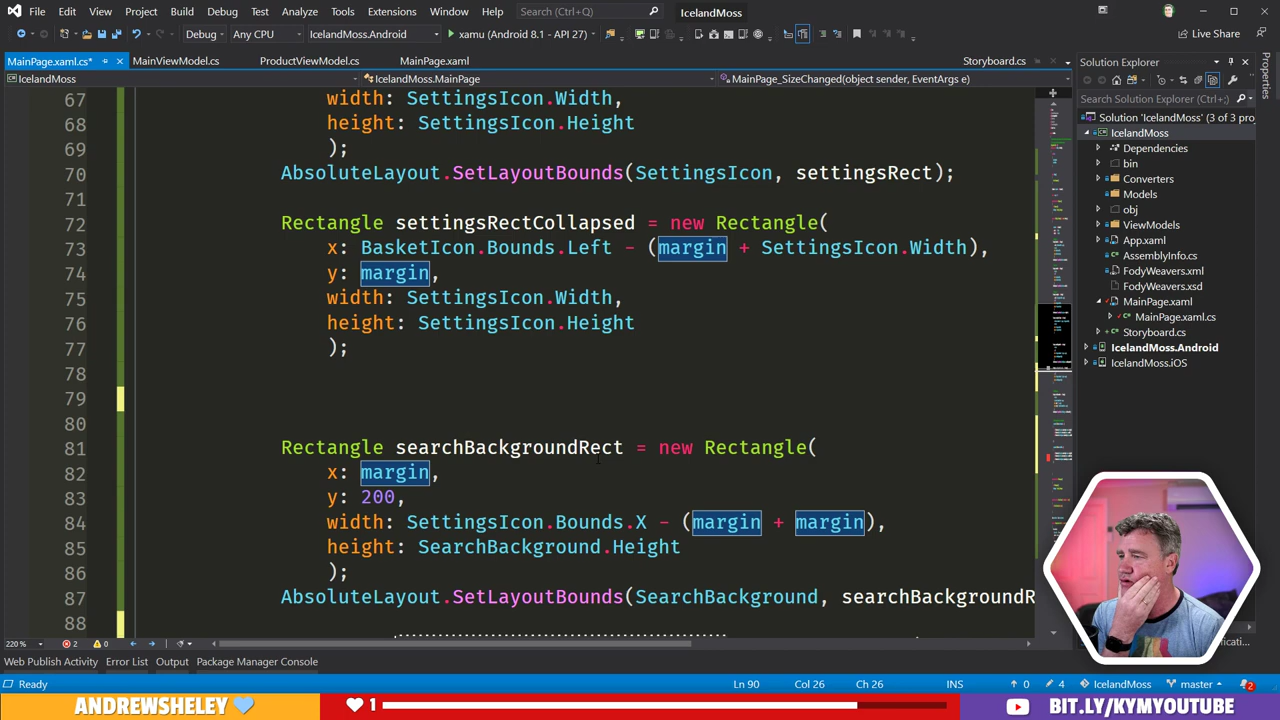 File Edit View Project Build Debug Test Analyze Tools Extensions Window Help Search (Ctrl+Q) IcelandMoss
Debug Any CPU IcelandMoss.Android xamu (Android 8.1 - API 27) Live Share
MainPage.xaml.cs* MainViewModel.cs ProductViewModel.cs MainPage.xaml Storyboard.cs
IcelandMoss IcelandMoss.MainPage MainPage_SizeChanged(object sender, EventArgs e)
67 width: SettingsIcon.Width,
68 height: SettingsIcon.Height
69 );
70 AbsoluteLayout.SetLayoutBounds(SettingsIcon, settingsRect);
71
72 Rectangle settingsRectCollapsed = new Rectangle(
73 x: BasketIcon.Bounds.Left - (margin + SettingsIcon.Width),
74 y: margin,
75 width: SettingsIcon.Width,
76 height: SettingsIcon.Height
77 );
78
79
80
81 Rectangle searchBackgroundRect = new Rectangle(
82 x: margin,
83 y: 200,
84 width: SettingsIcon.Bounds.X - (margin + margin),
85 height: SearchBackground.Height
86 );
87 AbsoluteLayout.SetLayoutBounds(SearchBackground, searchBackgroundR
88
Solution Explorer
Search Solution Explorer (Ctrl+;)
Solution 'IcelandMoss' (3 of 3 pro
IcelandMoss
Dependencies
bin
Converters
Models
obj
ViewModels
App.xaml
AssemblyInfo.cs
FodyWeavers.xml
FodyWeavers.xsd
MainPage.xaml
MainPage.xaml.cs
Storyboard.cs
IcelandMoss.Android
IcelandMoss.iOS
Properties
220% 2 0
Web Publish Activity Error List Output Package Manager Console
Ready Ln 90 Col 26 Ch 26 INS 0 4 IcelandMoss master 2
ANDREWSHELEY 1 BIT.LY/KYMYOUTUBE